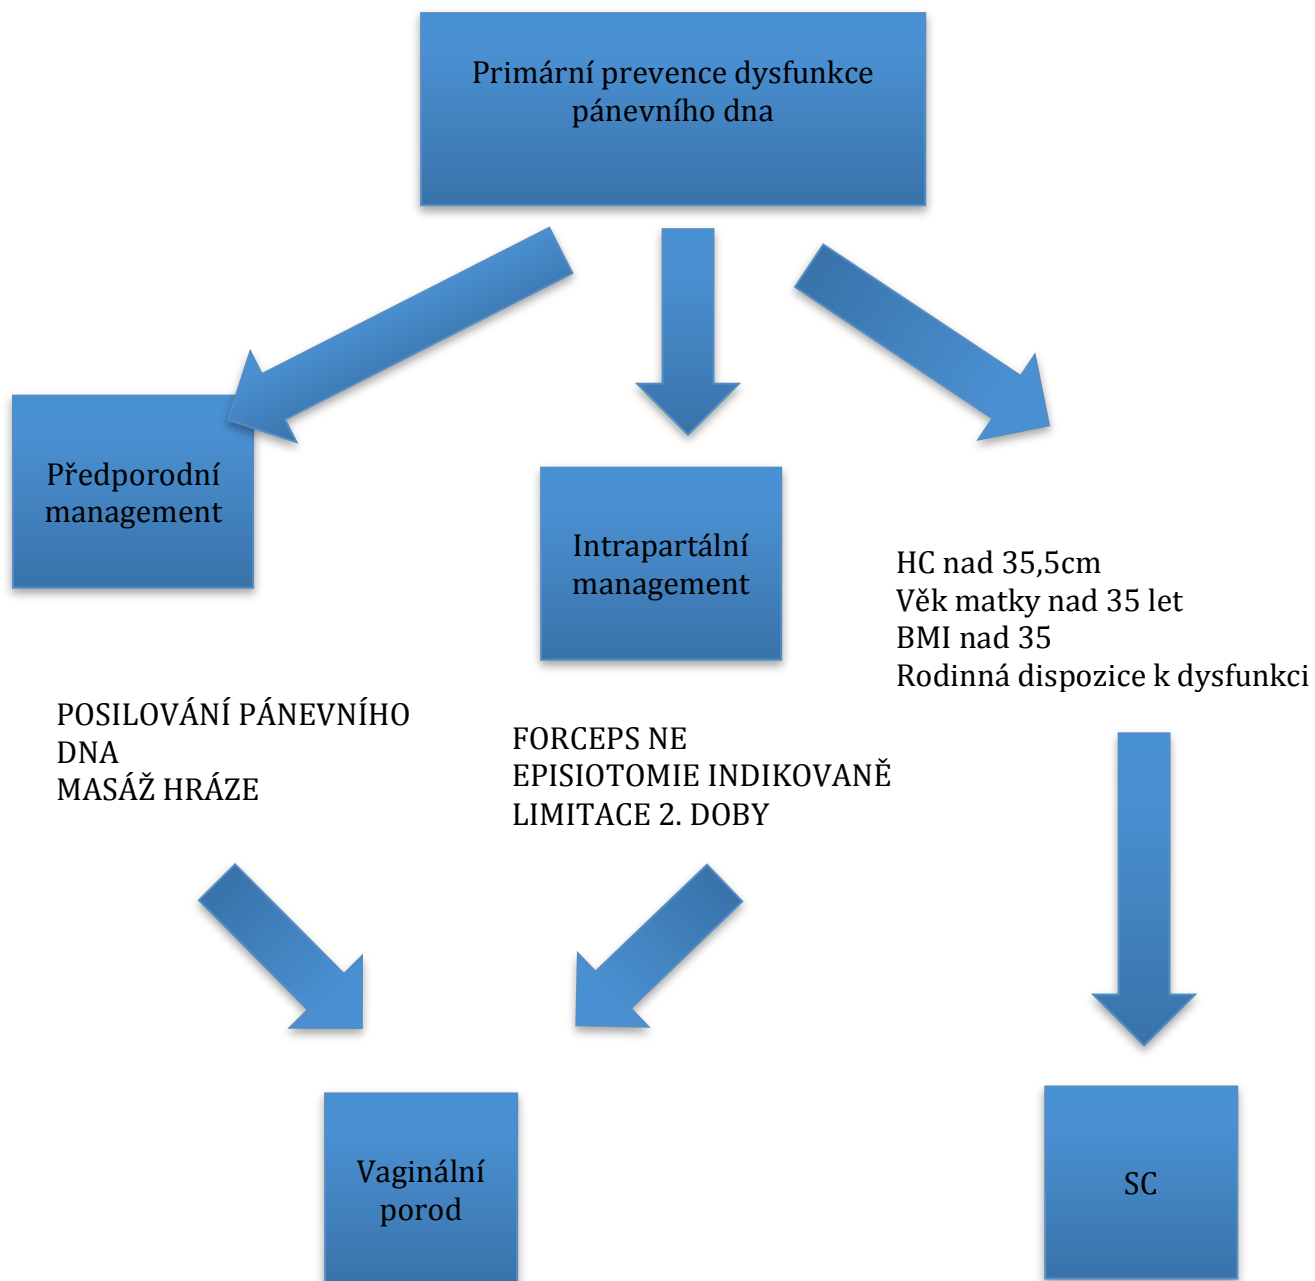 Primární prevence dysfunkce
pánevního dna
Předporodní
management
Intrapartální
management
HC nad 35,5cm
Věk matky nad 35 let
BMI nad 35
Rodinná dispozice k dysfunkci
POSILOVÁNÍ PÁNEVNÍHO
DNA
MASÁŽ HRÁZE
FORCEPS NE
EPISIOTOMIE INDIKOVANĚ
LIMITACE 2. DOBY
Vaginální
porod
SC